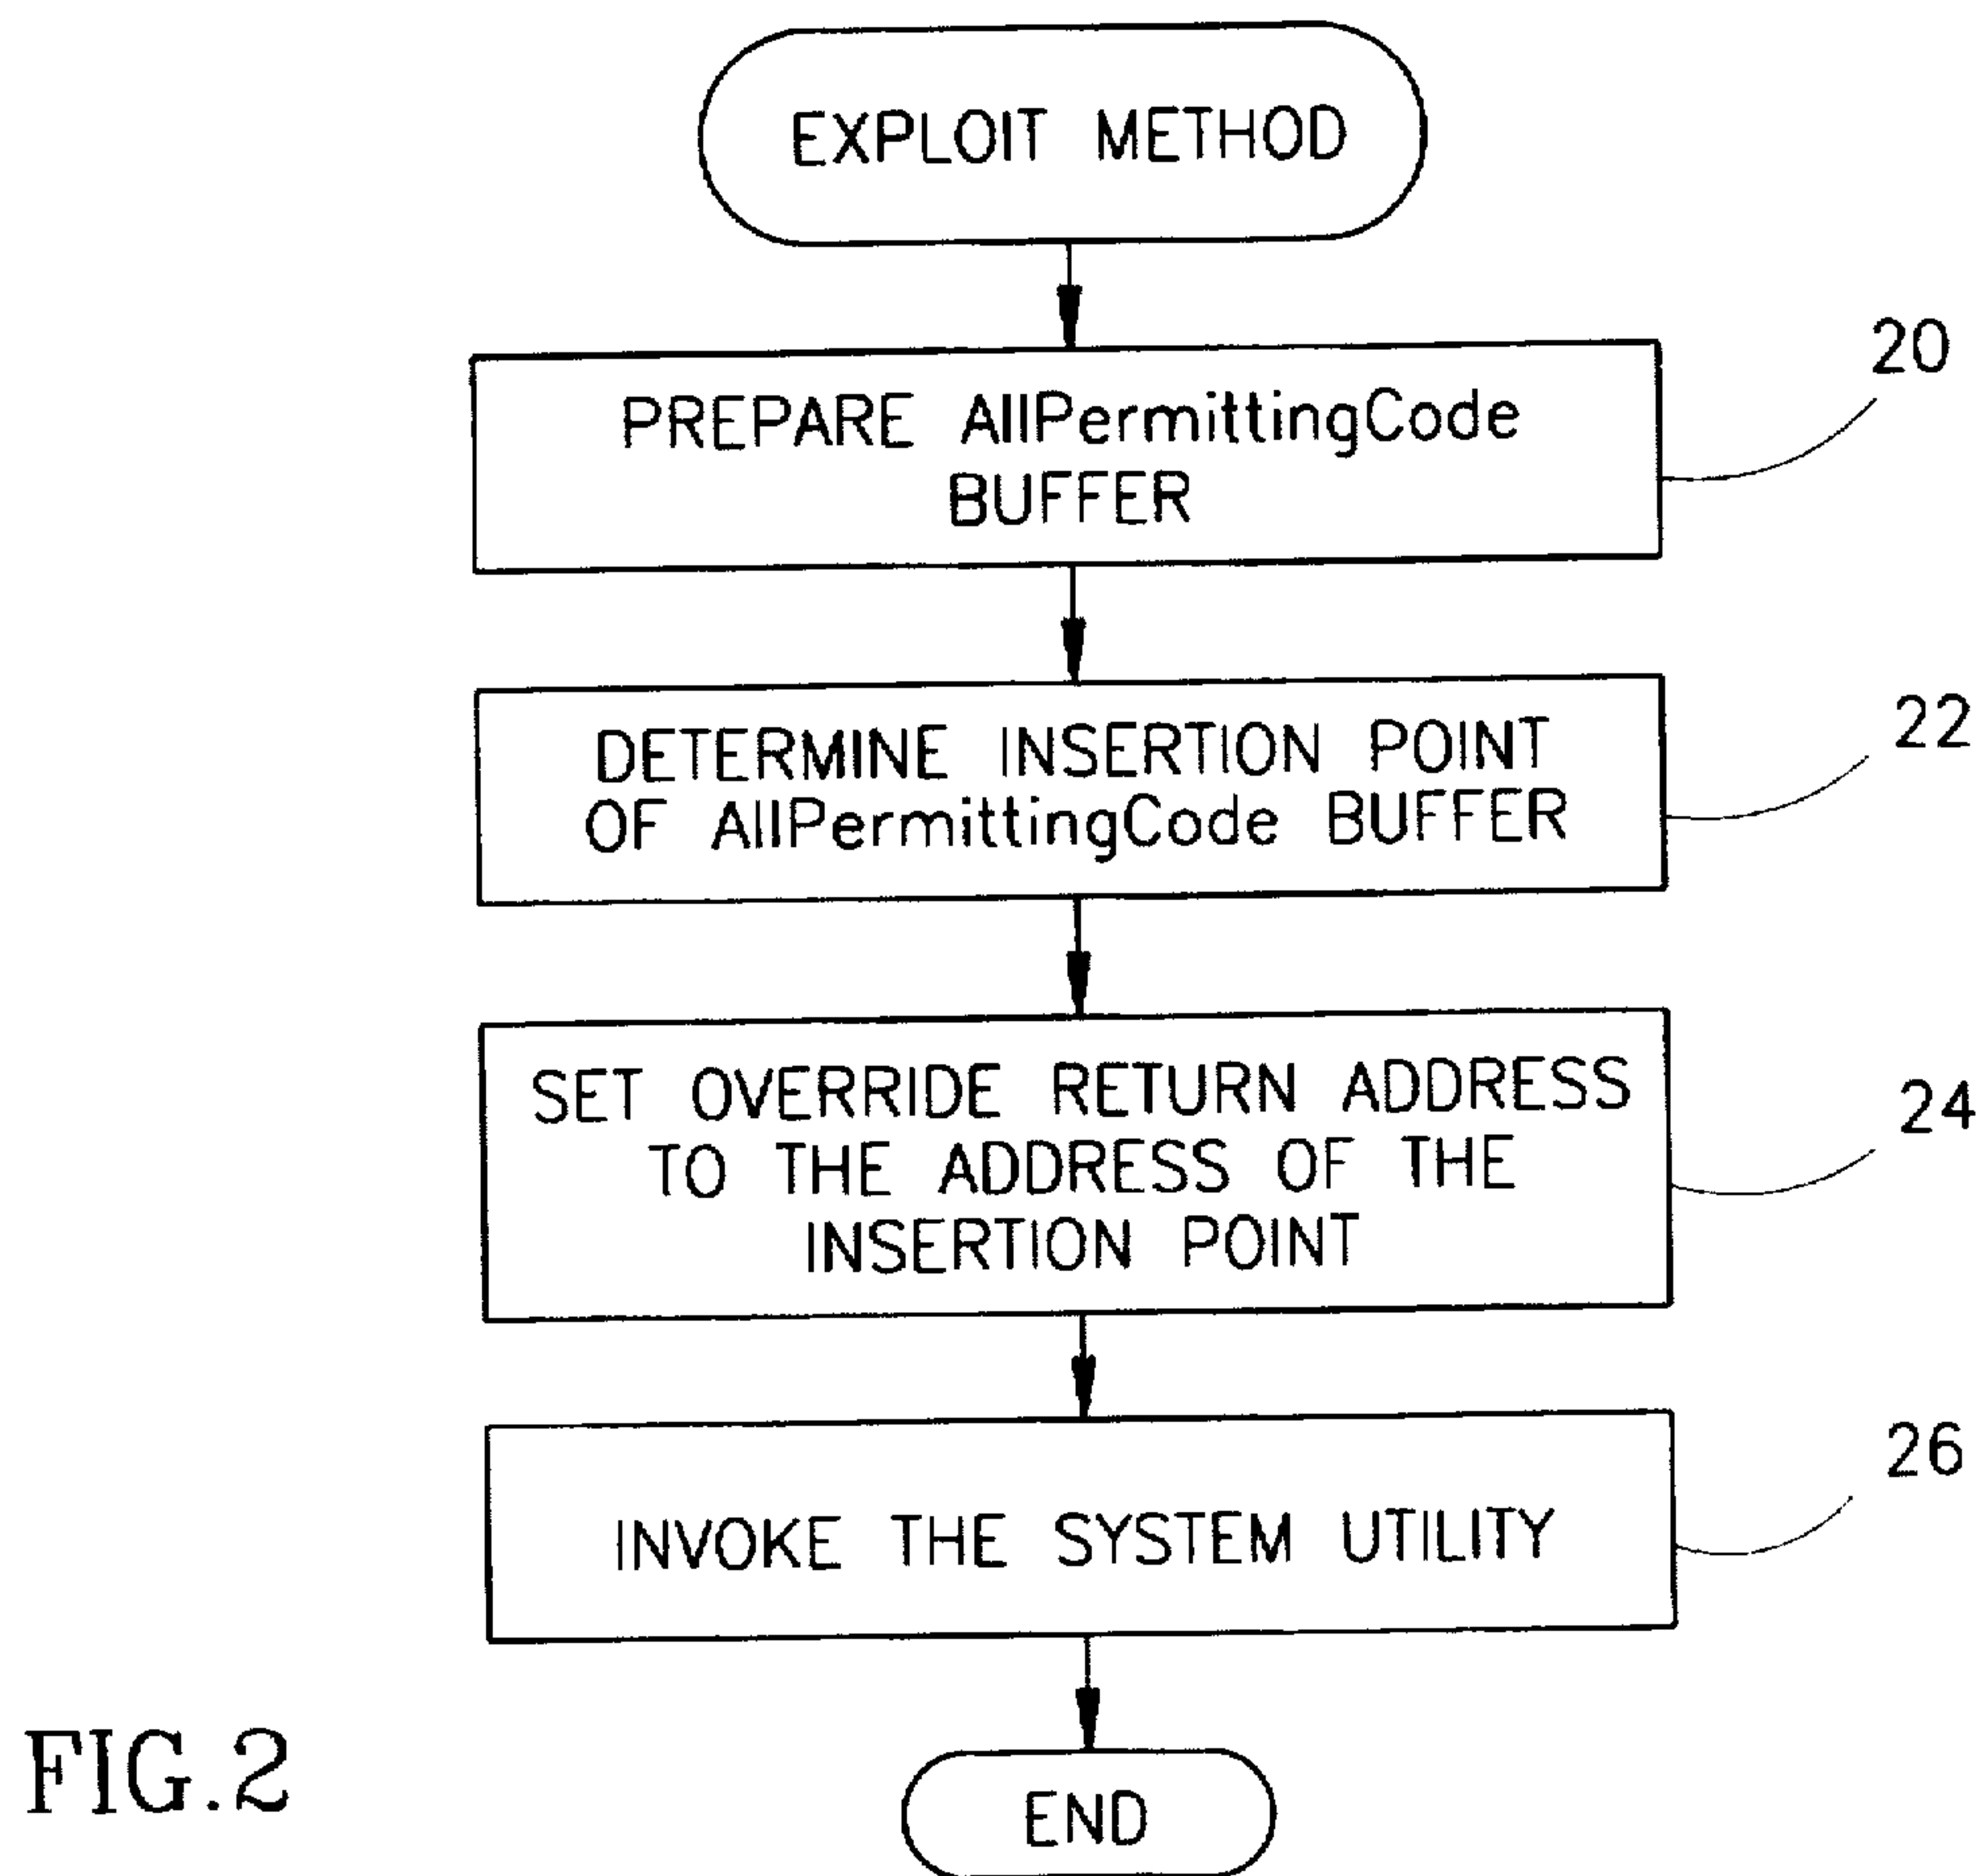 EXPLOIT METHOD
20
PREPARE AllPermittingCode
BUFFER
22
DETERMINE INSERTION POINT
OF AllPermittingCode BUFFER
24
SET OVERRIDE RETURN ADDRESS
TO THE ADDRESS OF THE
INSERTION POINT
26
INVOKE THE SYSTEM UTILITY
END
FIG.2